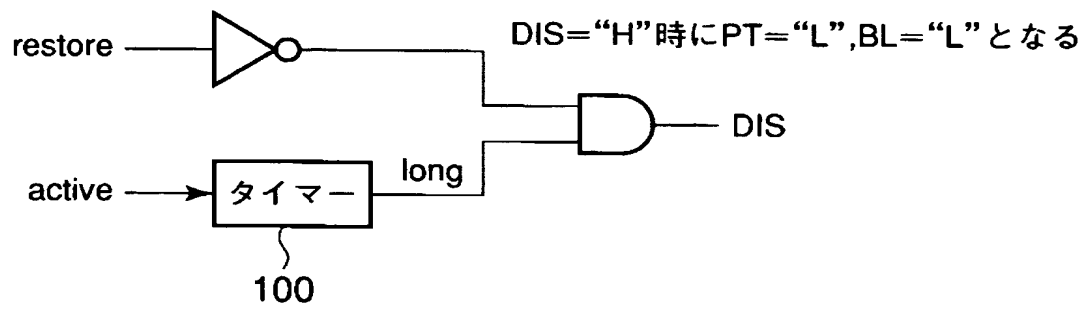 restore
DIS=“H”時にPT=“L”,BL=“L”となる
DIS
long
active
タイマー
100